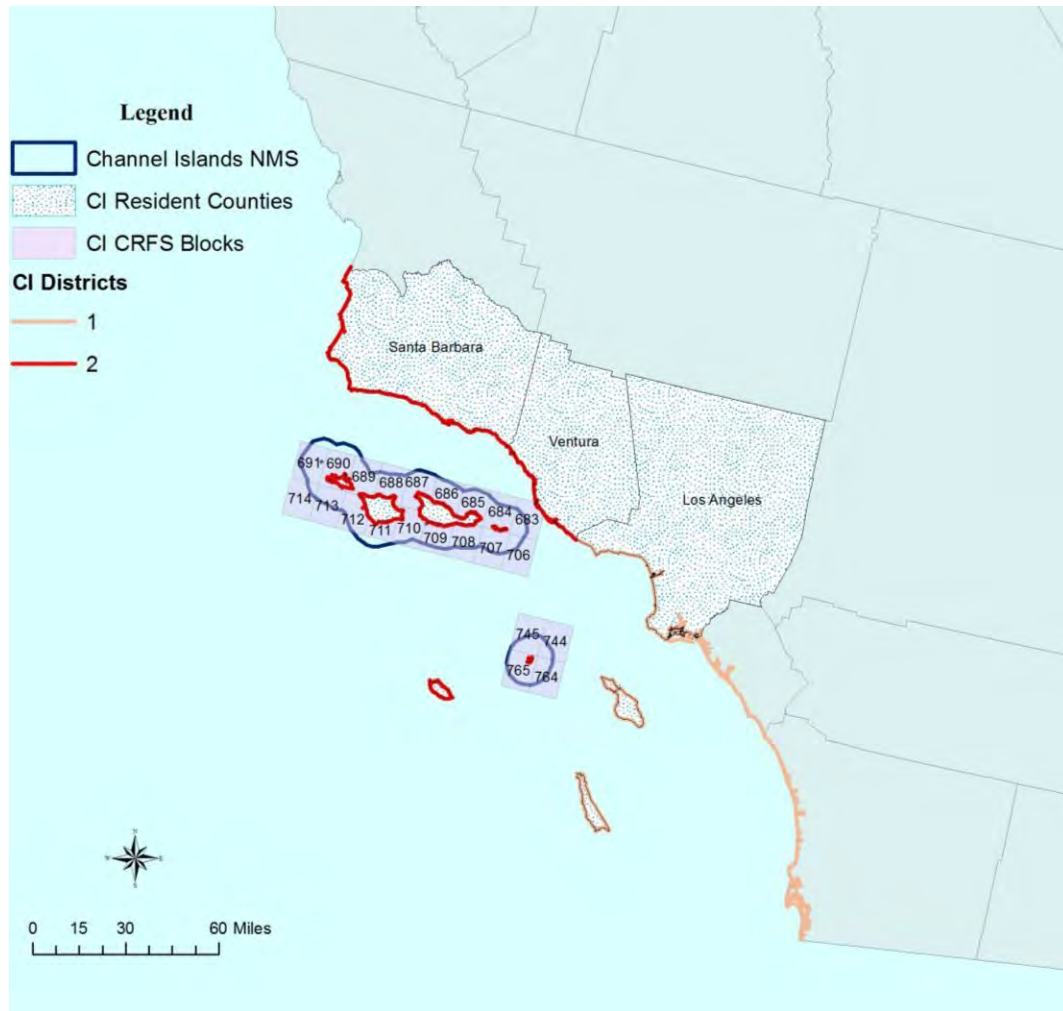 Legend
Channel Islands NMS
CI Resident Counties
CI CRFS Blocks
CI Districts
1
2
Santa Barbara
Ventura
Los Angeles
691 690
689 688 687
686 685
684 683
714 713
712 711 710
709 708 707 706
745 744
765 764
N
W E
S
0 15 30 60 Miles